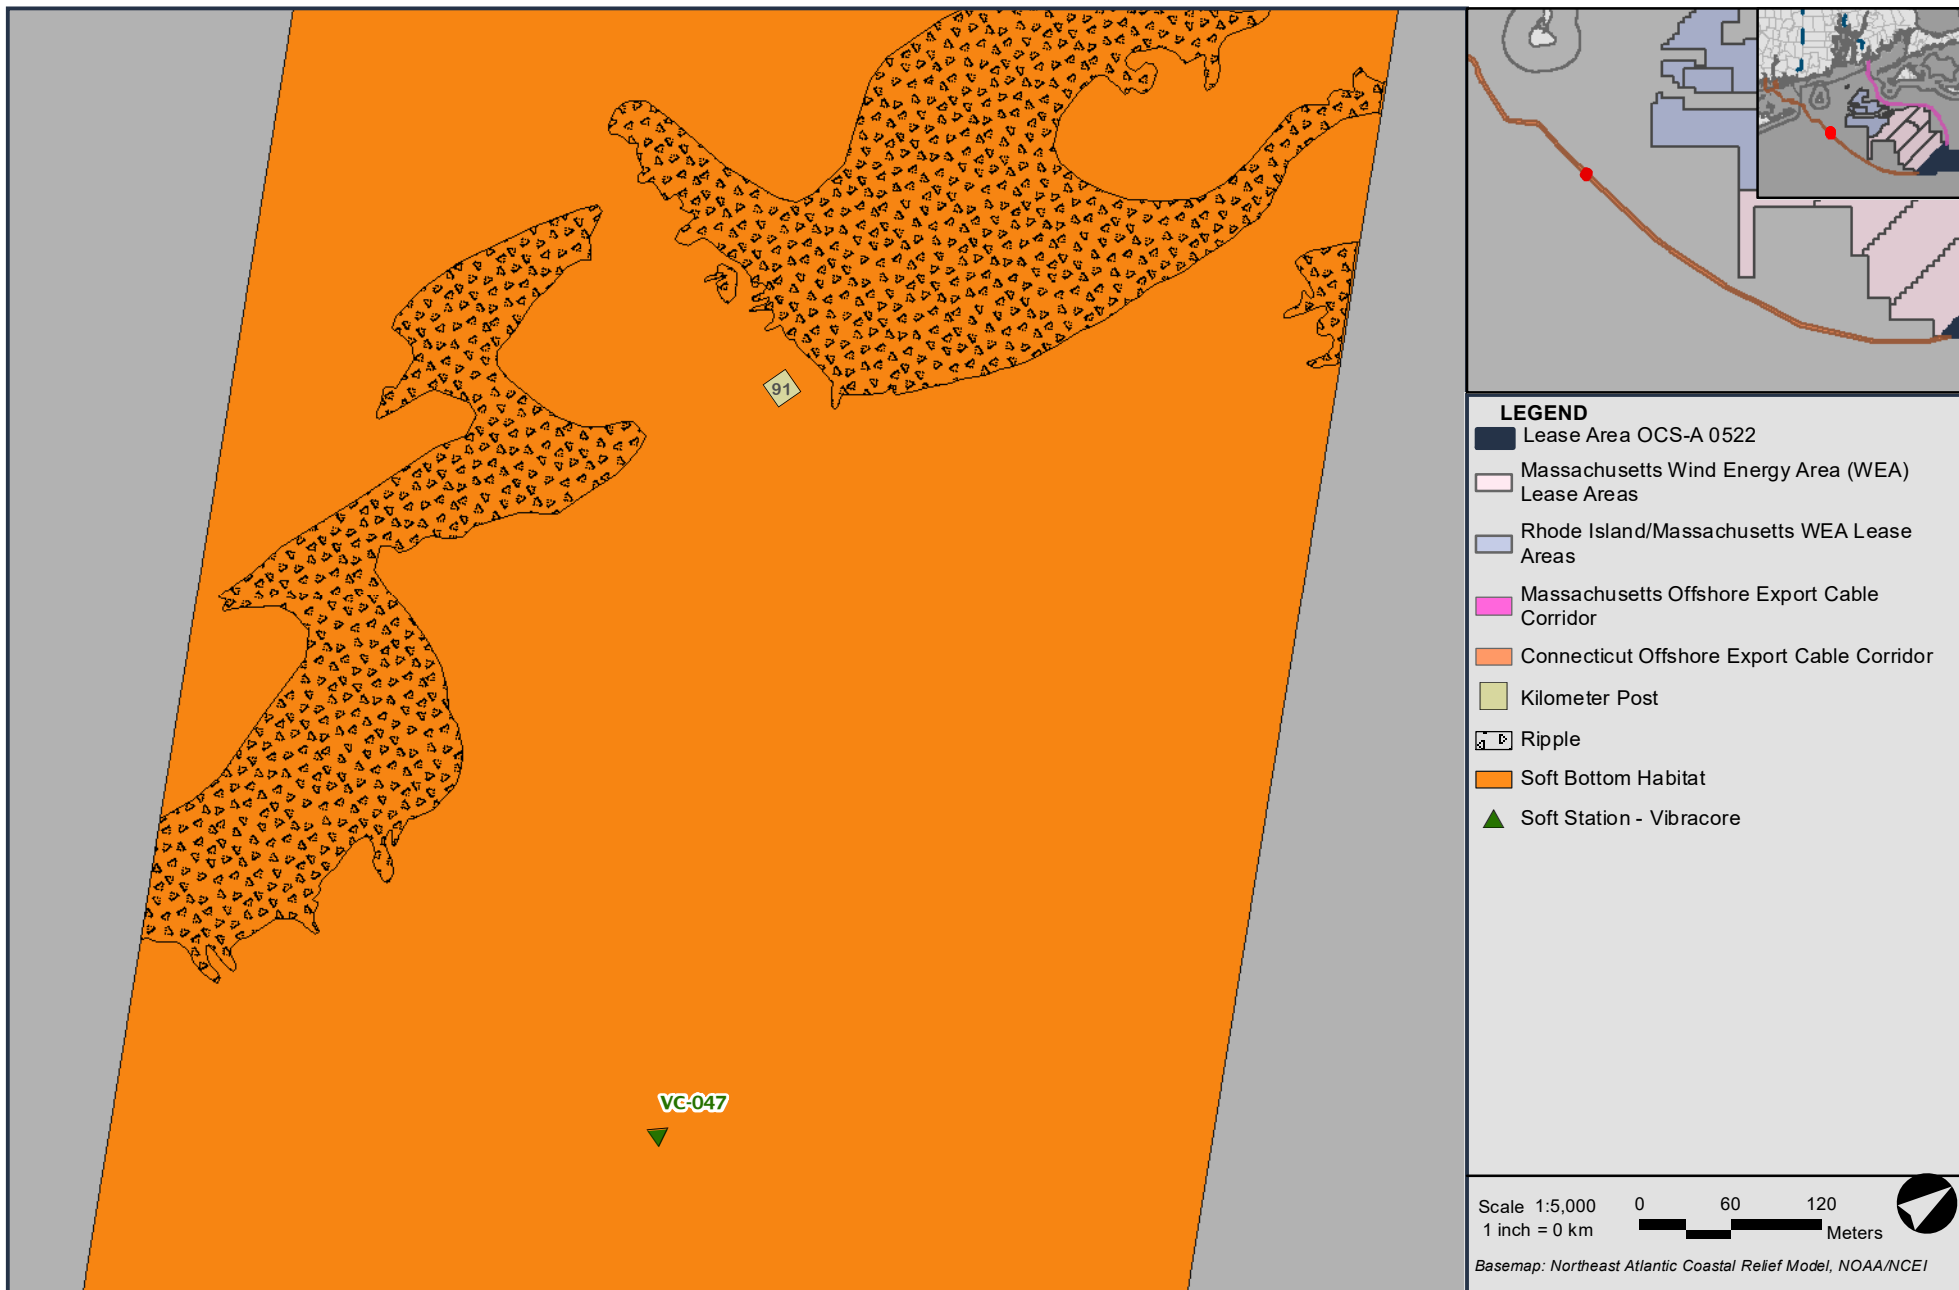 91
VC-047
LEGEND
Lease Area OCS-A 0522
Massachusetts Wind Energy Area (WEA)
Lease Areas
Rhode Island/Massachusetts WEA Lease
Areas
Massachusetts Offshore Export Cable
Corridor
Connecticut Offshore Export Cable Corridor
Kilometer Post
Ripple
Soft Bottom Habitat
Soft Station - Vibracore
Scale 1:5,000
1 inch = 0 km
0 60 120
Meters
Basemap: Northeast Atlantic Coastal Relief Model, NOAA/NCEI